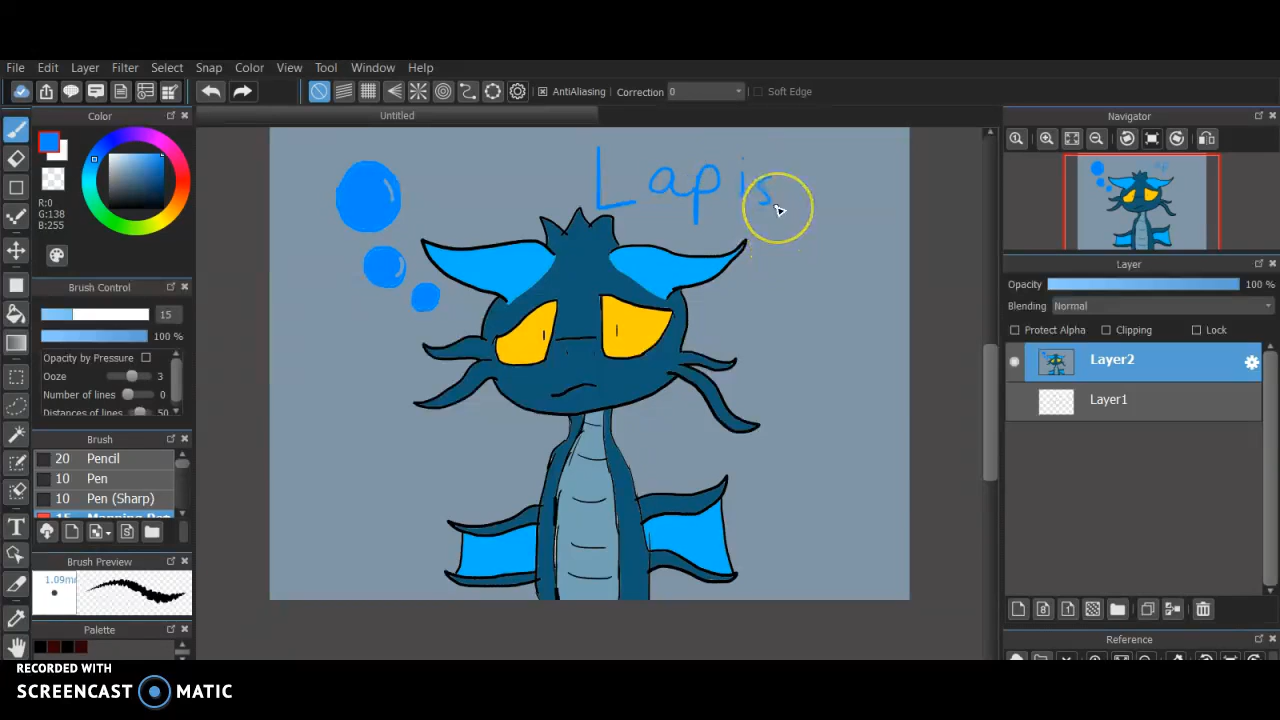 File Edit Layer Filter Select Snap Color View Tool Window Help
AntiAliasing Correction 0 Soft Edge
Color Untitled Navigator
Lapis
R:0
G:138
B:255
Layer
Opacity 100 %
Blending Normal
Protect Alpha Clipping Lock
Layer2
Layer1
Brush Control
15
100 %
Opacity by Pressure
Ooze 3
Number of lines 0
Distances of lines 50
Brush
20 Pencil
10 Pen
10 Pen (Sharp)
Brush Preview
1.09m
Palette
Reference
RECORDED WITH
SCREENCAST MATIC